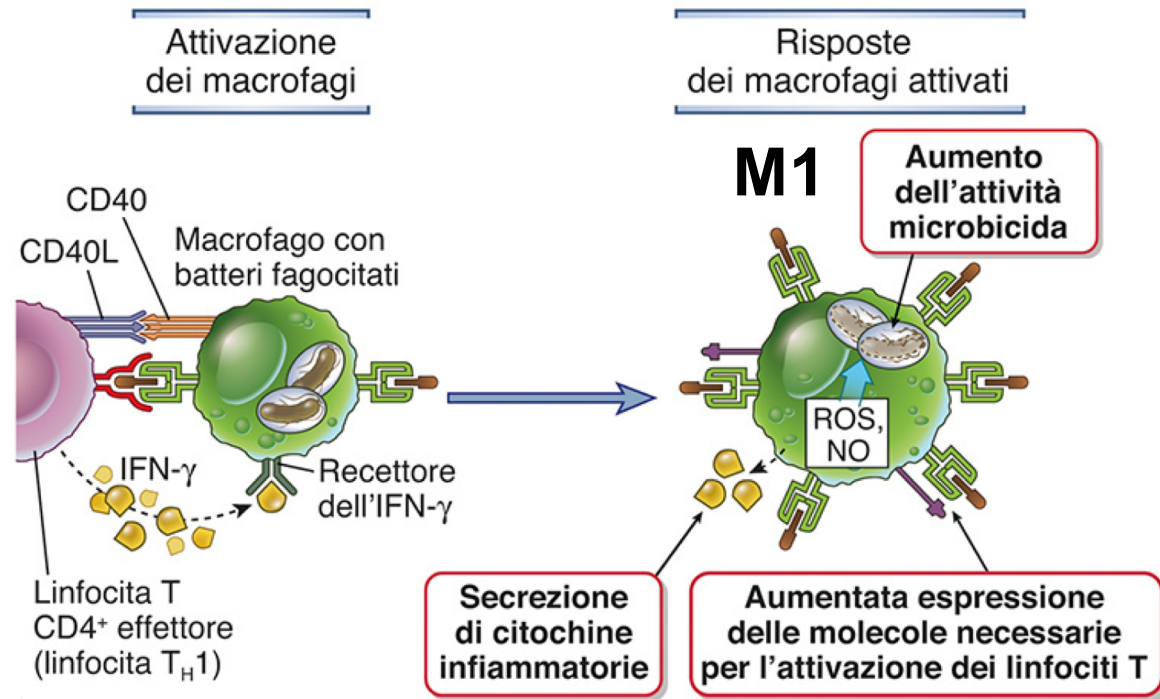 Attivazione
dei macrofagi
Risposte
dei macrofagi attivati
M1
Aumento
dell'attività
microbicida
CD40
CD40L
Macrofago con
batteri fagocitati
ROS,
NO
IFN-γ
Recettore
dell'IFN-γ
Linfocita T
CD4⁺ effettore
(linfocita TH1)
Secrezione
di citochine
infiammatorie
Aumentata espressione
delle molecole necessarie
per l'attivazione dei linfociti T